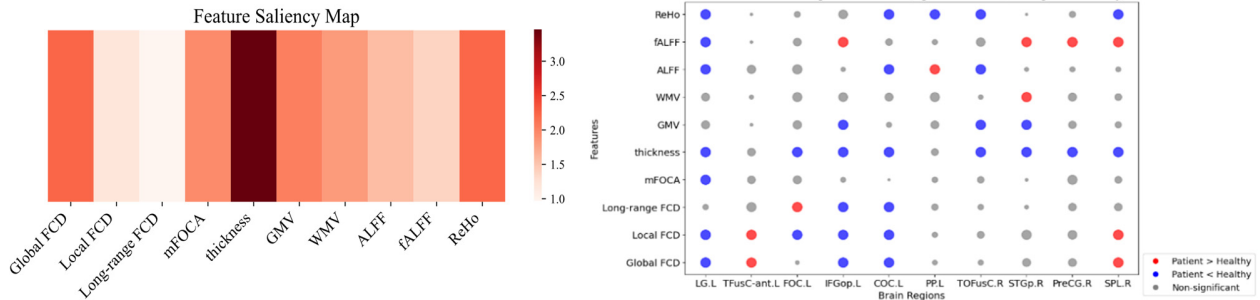 Feature Saliency Map
3.0
2.5
2.0
1.5
1.0
Global FCD
Local FCD
Long-range FCD
mFOCA
thickness
GMV
WMV
ALFF
fALFF
ReHo
ReHo
fALFF
ALFF
WMV
GMV
thickness
mFOCA
Long-range FCD
Local FCD
Global FCD
Features
LG.L TFusC-ant.L FOC.L IFGop.L COC.L PP.L TOFusC.R STGp.R PreCG.R SPL.R
Brain Regions
Patient > Healthy
Patient < Healthy
Non-significant